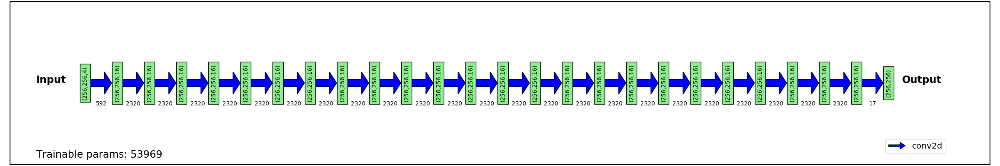 Input (256,256,4) (256,256,16) (256,256,16) (256,256,16) (256,256,16) (256,256,16) (256,256,16) (256,256,16) (256,256,16) (256,256,16) (256,256,16) (256,256,16) (256,256,16) (256,256,16) (256,256,16) (256,256,16) (256,256,16) (256,256,16) (256,256,16) (256,256,16) (256,256,16) (256,256,16) (256,256,16) (256,256,16) (256,256,16) (256,256) Output
592 2320 2320 2320 2320 2320 2320 2320 2320 2320 2320 2320 2320 2320 2320 2320 2320 2320 2320 2320 2320 2320 2320 2320 17
conv2d
Trainable params: 53969